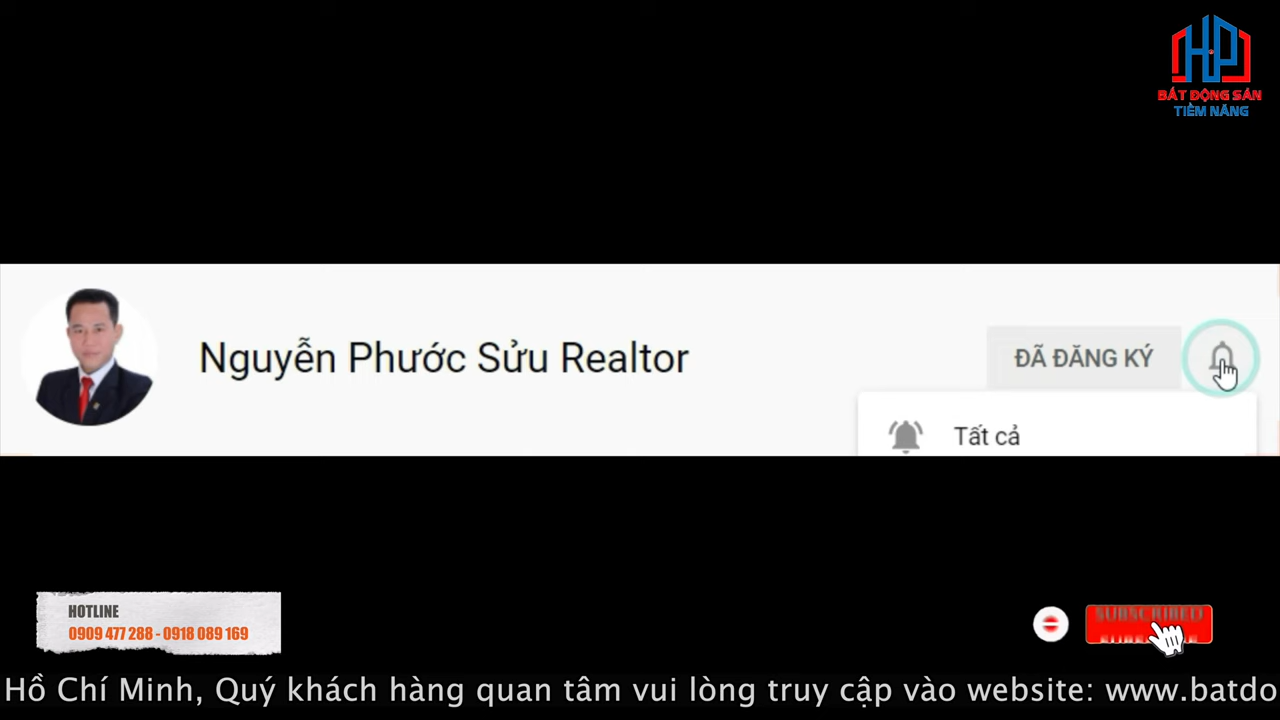 BẤT ĐỘNG SẢN
TIỀM NĂNG
Nguyễn Phước Sửu Realtor
ĐÃ ĐĂNG KÝ
Tất cả
HOTLINE
0909 477 288 - 0918 089 169
SUBSCRIBED
Hồ Chí Minh, Quý khách hàng quan tâm vui lòng truy cập vào website: www.batdo